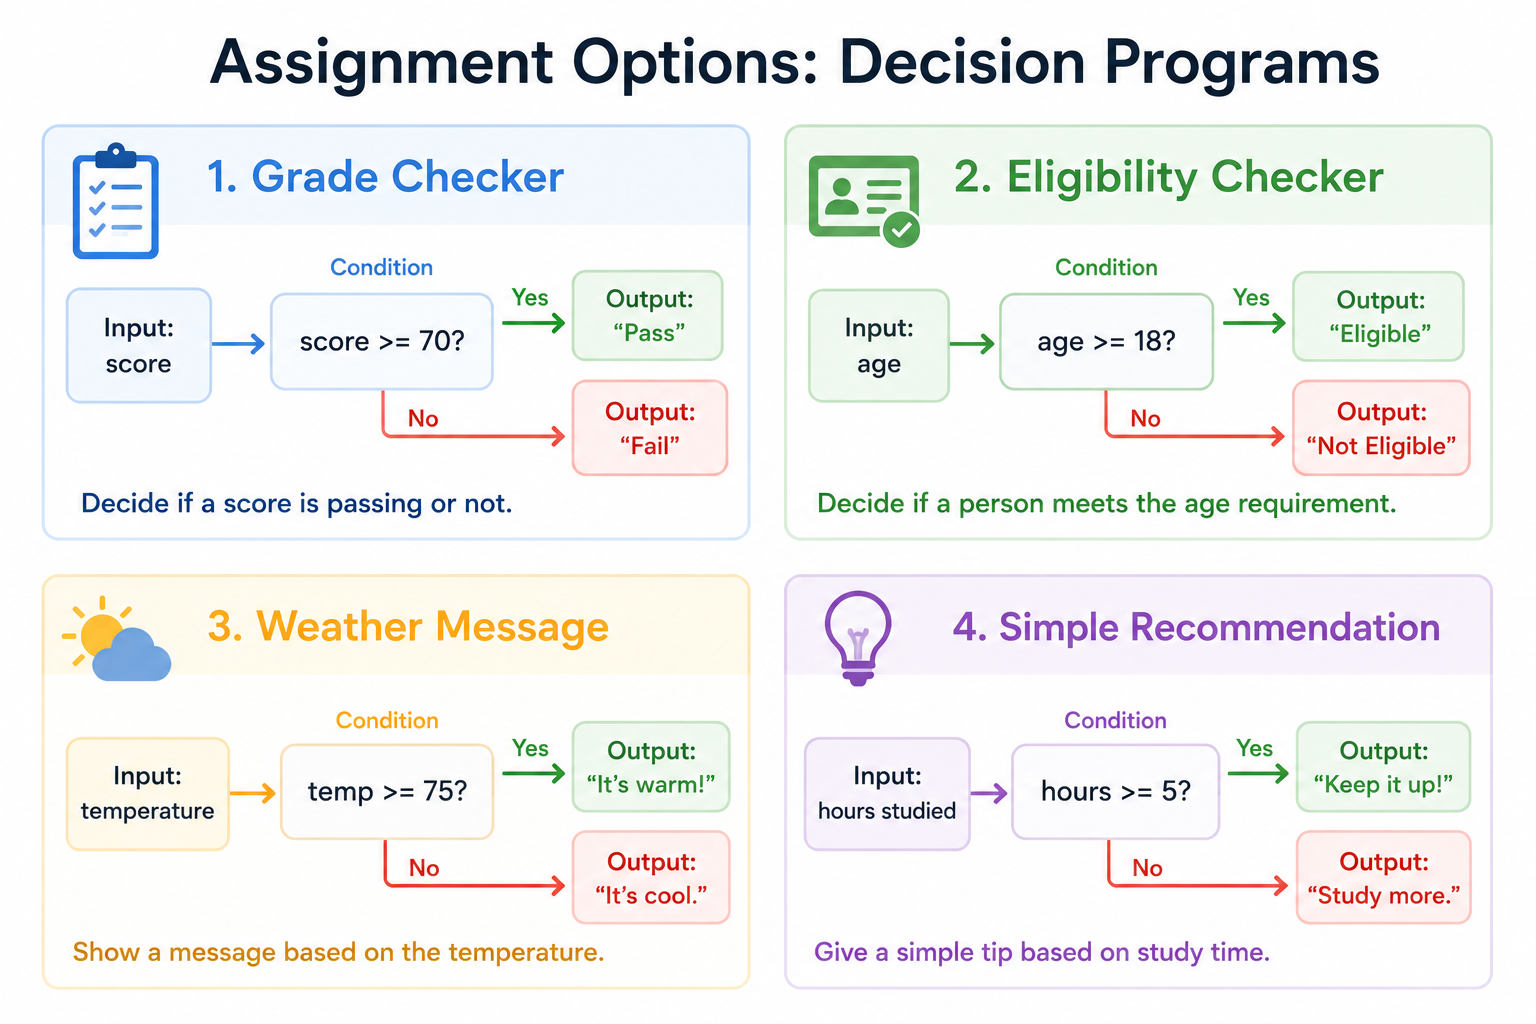 Assignment Options: Decision Programs
1. Grade Checker
Condition
Input:
score
score >= 70?
Yes
Output:
“Pass”
No
Output:
“Fail”
Decide if a score is passing or not.
2. Eligibility Checker
Condition
Input:
age
age >= 18?
Yes
Output:
“Eligible”
No
Output:
“Not Eligible”
Decide if a person meets the age requirement.
3. Weather Message
Condition
Input:
temperature
temp >= 75?
Yes
Output:
“It’s warm!”
No
Output:
“It’s cool.”
Show a message based on the temperature.
4. Simple Recommendation
Condition
Input:
hours studied
hours >= 5?
Yes
Output:
“Keep it up!”
No
Output:
“Study more.”
Give a simple tip based on study time.